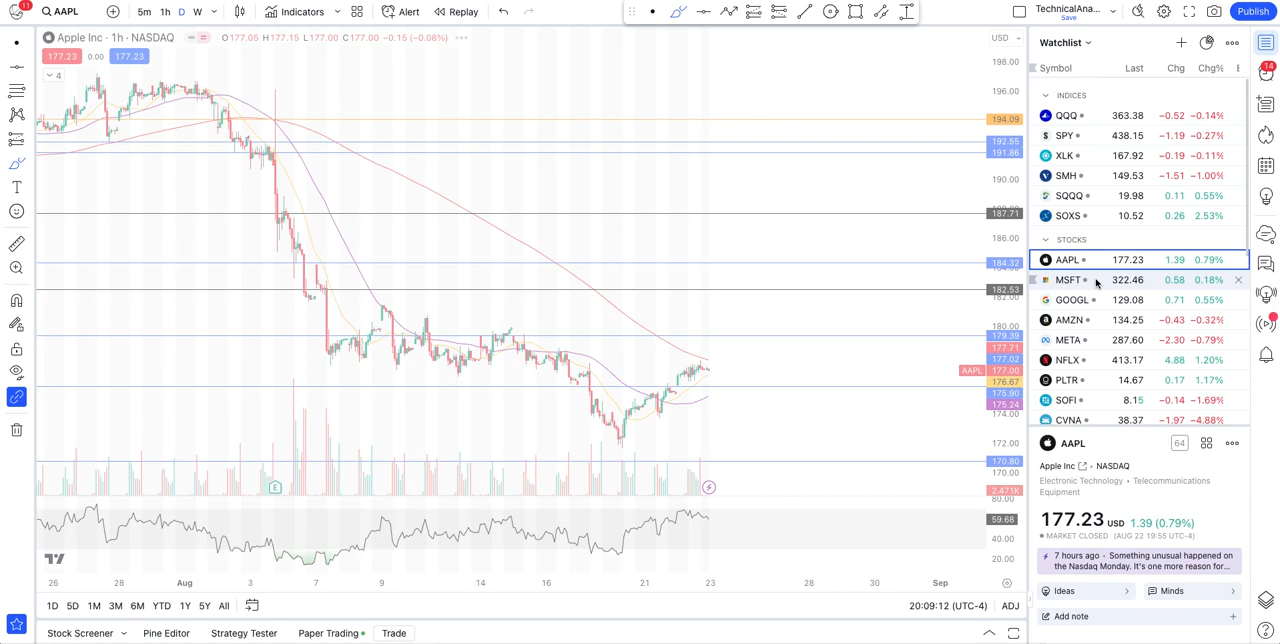 11
AAPL
5m 1h D W
Indicators
Alert
Replay
TechnicalAna...
Save
Publish
Apple Inc · 1h · NASDAQ
O177.05 H177.15 L177.00 C177.00 −0.15 (−0.08%)
177.23 0.00 177.23
4
USD
198.00
196.00
194.09
192.55
191.86
190.00
187.71
186.00
184.32
182.53
182.00
180.00
179.39
177.71
177.02
AAPL 177.00
176.67
175.90
175.24
174.00
172.00
170.80
170.00
2.471K
80.00
59.68
40.00
20.00
E
26 28 Aug 3 7 9 14 16 21 23 28 30 Sep
1D 5D 1M 3M 6M YTD 1Y 5Y All
20:09:12 (UTC-4) ADJ
Stock Screener
Pine Editor
Strategy Tester
Paper Trading
Trade
Watchlist
Symbol Last Chg Chg%
INDICES
QQQ 363.38 −0.52 −0.14%
SPY 438.15 −1.19 −0.27%
XLK 167.92 −0.19 −0.11%
SMH 149.53 −1.51 −1.00%
SQQQ 19.98 0.11 0.55%
SOXS 10.52 0.26 2.53%
STOCKS
AAPL 177.23 1.39 0.79%
MSFT 322.46 0.58 0.18%
GOOGL 129.08 0.71 0.55%
AMZN 134.25 −0.43 −0.32%
META 287.60 −2.30 −0.79%
NFLX 413.17 4.88 1.20%
PLTR 14.67 0.17 1.17%
SOFI 8.15 −0.14 −1.69%
CVNA 38.37 −1.97 −4.88%
AAPL
64
Apple Inc · NASDAQ
Electronic Technology • Telecommunications
Equipment
177.23 USD 1.39 (0.79%)
MARKET CLOSED (AUG 22 19:55 UTC-4)
7 hours ago · Something unusual happened on
the Nasdaq Monday. It's one more reason for...
Ideas
Minds
Add note
14